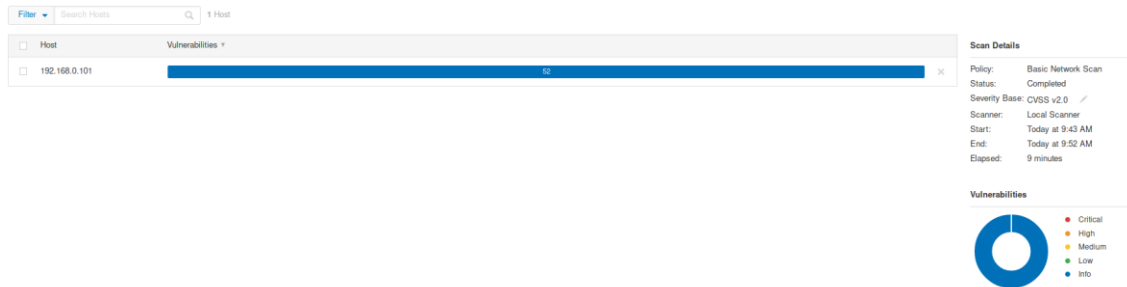 Filter Search Hosts 1 Host
Host Vulnerabilities
192.168.0.101 52
Scan Details
Policy: Basic Network Scan
Status: Completed
Severity Base: CVSS v2.0
Scanner: Local Scanner
Start: Today at 9:43 AM
End: Today at 9:52 AM
Elapsed: 9 minutes
Vulnerabilities
Critical
High
Medium
Low
Info